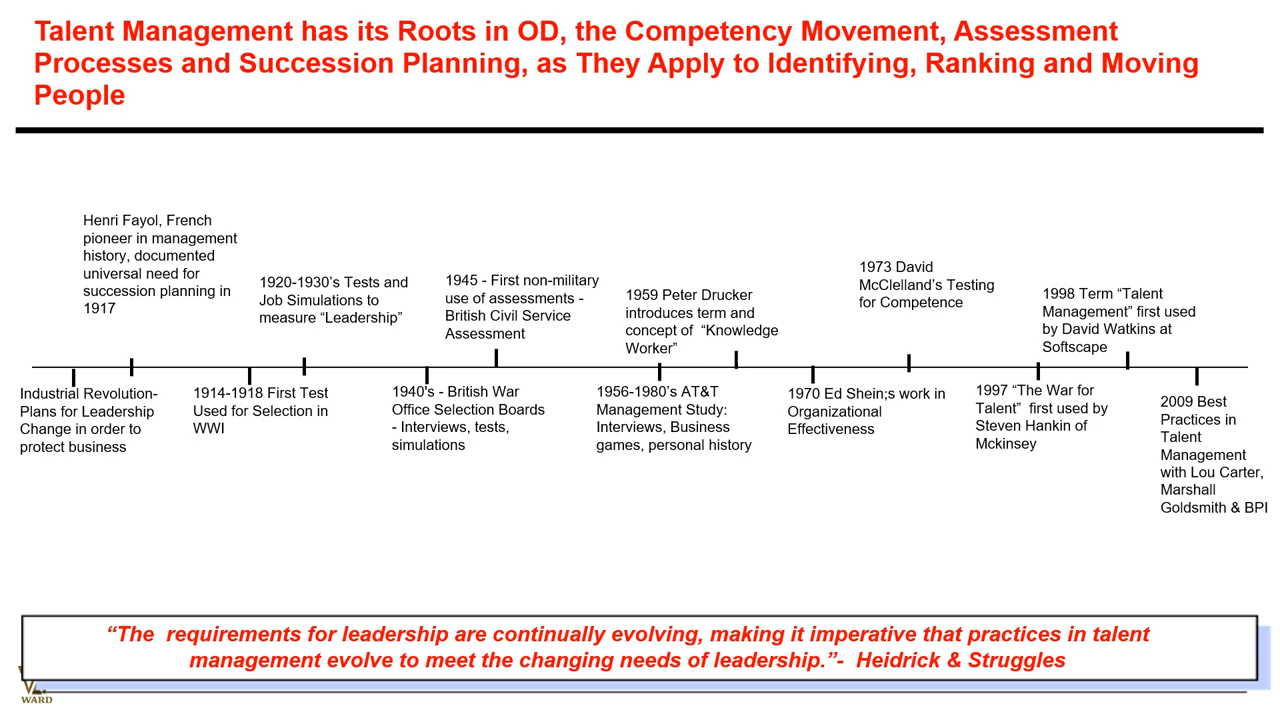 Talent Management has its Roots in OD, the Competency Movement, Assessment
Processes and Succession Planning, as They Apply to Identifying, Ranking and Moving
People
Henri Fayol, French
pioneer in management
history, documented
universal need for
succession planning in
1917
1920-1930’s Tests and
Job Simulations to
measure “Leadership”
1945 - First non-military
use of assessments -
British Civil Service
Assessment
1959 Peter Drucker
introduces term and
concept of “Knowledge
Worker”
1973 David
McClelland’s Testing
for Competence
1998 Term “Talent
Management” first used
by David Watkins at
Softscape
Industrial Revolution-
Plans for Leadership
Change in order to
protect business
1914-1918 First Test
Used for Selection in
WWI
1940's - British War
Office Selection Boards
- Interviews, tests,
simulations
1956-1980’s AT&T
Management Study:
Interviews, Business
games, personal history
1970 Ed Shein;s work in
Organizational
Effectiveness
1997 “The War for
Talent” first used by
Steven Hankin of
Mckinsey
2009 Best
Practices in
Talent
Management
with Lou Carter,
Marshall
Goldsmith & BPI
“The requirements for leadership are continually evolving, making it imperative that practices in talent
management evolve to meet the changing needs of leadership.”- Heidrick & Struggles
WARD